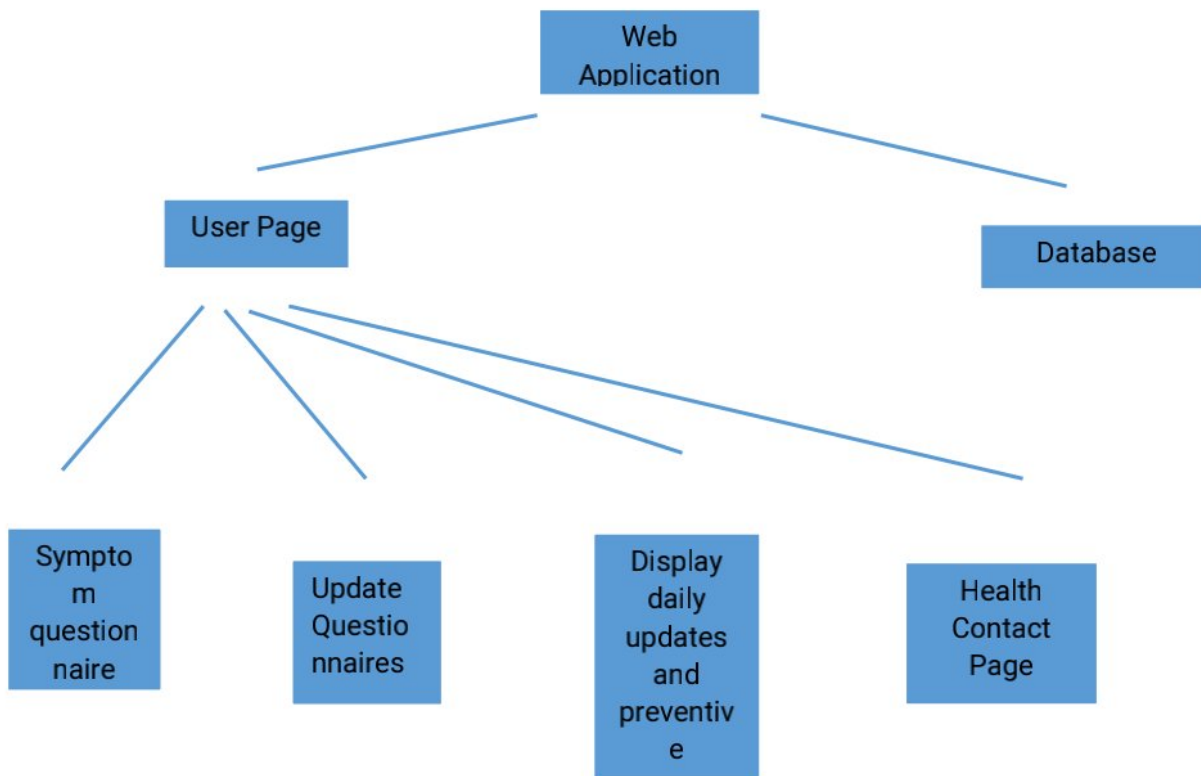 Web
Application
User Page
Database
Sympto
m
question
naire
Update
Questio
nnaires
Display
daily
updates
and
preventiv
e
Health
Contact
Page